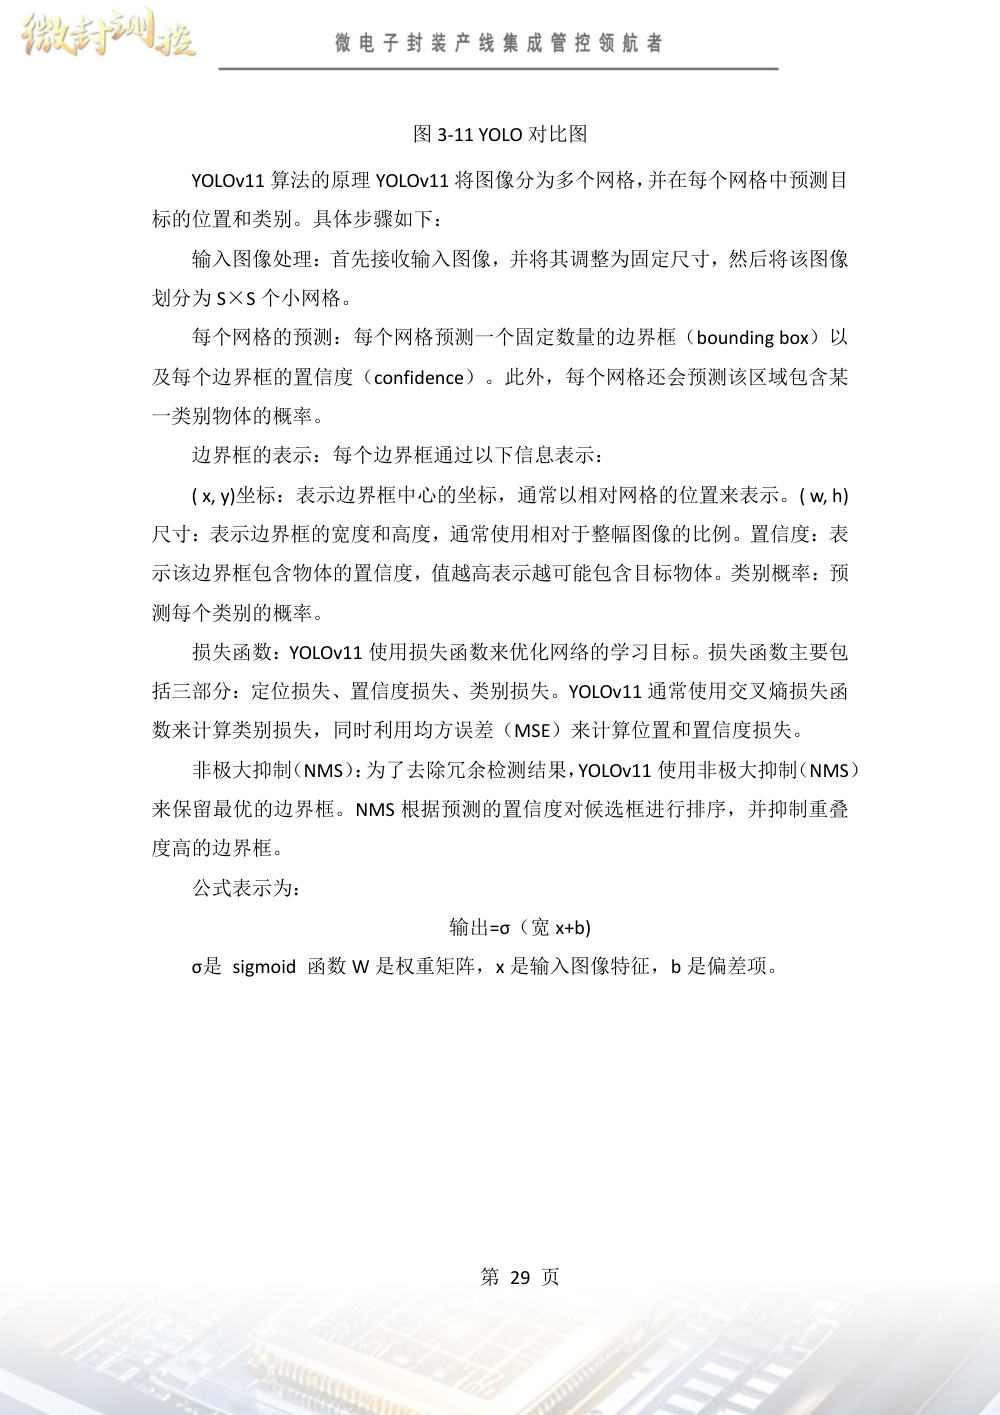 微封测控
微电子封装产线集成管控领航者
图 3-11 YOLO 对比图
YOLOv11 算法的原理 YOLOv11 将图像分为多个网格，并在每个网格中预测目
标的位置和类别。具体步骤如下：
输入图像处理：首先接收输入图像，并将其调整为固定尺寸，然后将该图像
划分为 S×S 个小网格。
每个网格的预测：每个网格预测一个固定数量的边界框（bounding box）以
及每个边界框的置信度（confidence）。此外，每个网格还会预测该区域包含某
一类别物体的概率。
边界框的表示：每个边界框通过以下信息表示：
( x, y)坐标：表示边界框中心的坐标，通常以相对网格的位置来表示。( w, h)
尺寸：表示边界框的宽度和高度，通常使用相对于整幅图像的比例。置信度：表
示该边界框包含物体的置信度，值越高表示越可能包含目标物体。类别概率：预
测每个类别的概率。
损失函数：YOLOv11 使用损失函数来优化网络的学习目标。损失函数主要包
括三部分：定位损失、置信度损失、类别损失。YOLOv11 通常使用交叉熵损失函
数来计算类别损失，同时利用均方误差（MSE）来计算位置和置信度损失。
非极大抑制（NMS）：为了去除冗余检测结果，YOLOv11 使用非极大抑制（NMS）
来保留最优的边界框。NMS 根据预测的置信度对候选框进行排序，并抑制重叠
度高的边界框。
公式表示为：
输出=σ（宽 x+b)
σ是 sigmoid 函数 W 是权重矩阵，x 是输入图像特征，b 是偏差项。
第 29 页